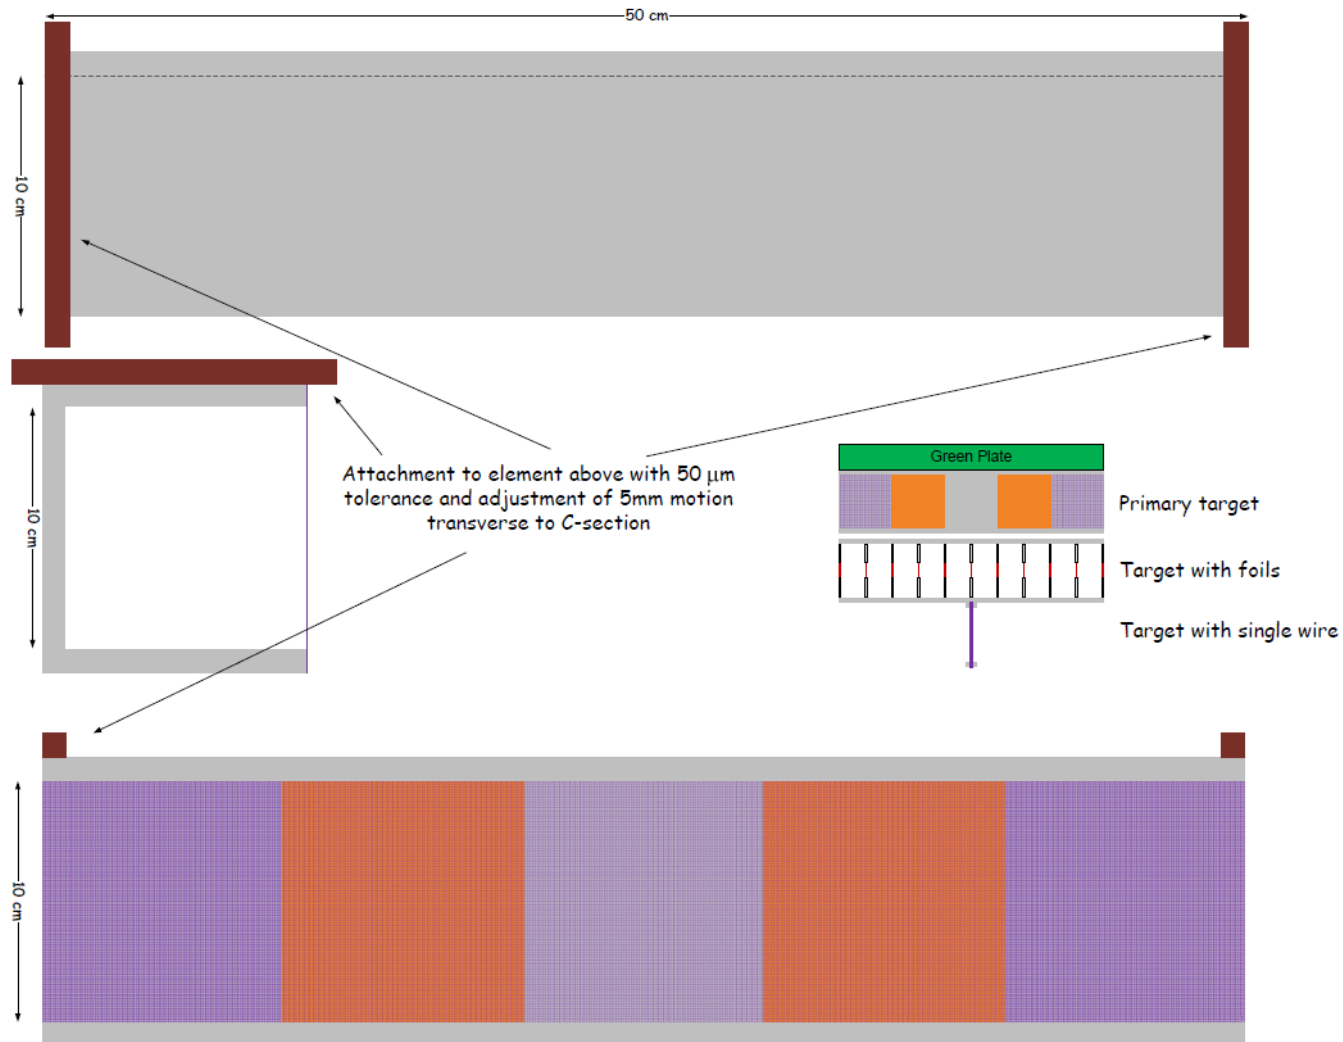 50 cm
10 cm
10 cm
Attachment to element above with 50 μm
tolerance and adjustment of 5mm motion
transverse to C-section
Green Plate
Primary target
Target with foils
Target with single wire
10 cm